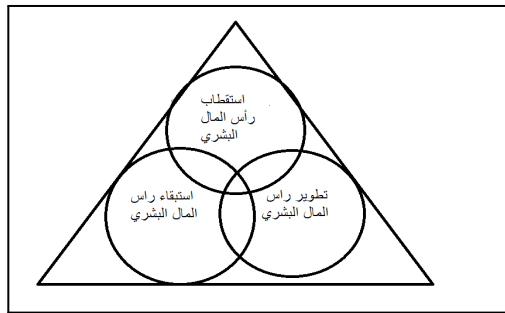 استقطاب
رأس المال
البشري
تطوير راس
المال البشري
استبقاء راس
المال البشري